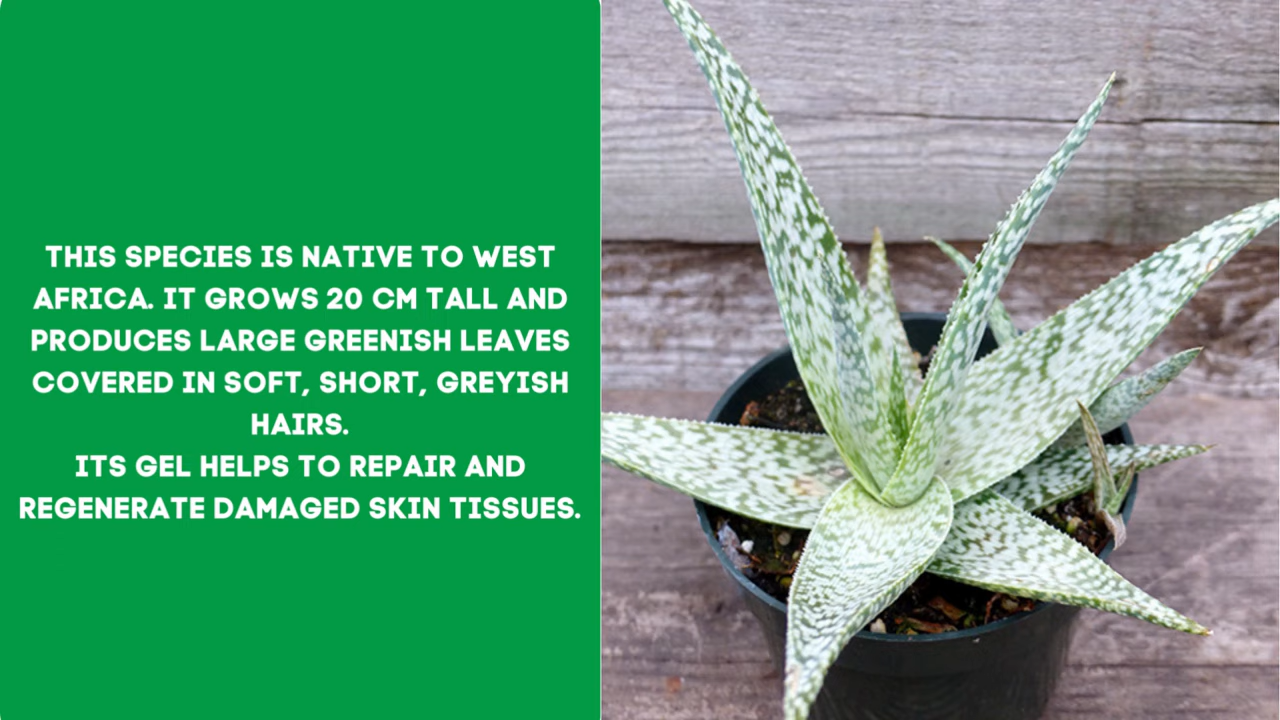 THIS SPECIES IS NATIVE TO WEST
AFRICA. IT GROWS 20 CM TALL AND
PRODUCES LARGE GREENISH LEAVES
COVERED IN SOFT, SHORT, GREYISH
HAIRS.
ITS GEL HELPS TO REPAIR AND
REGENERATE DAMAGED SKIN TISSUES.